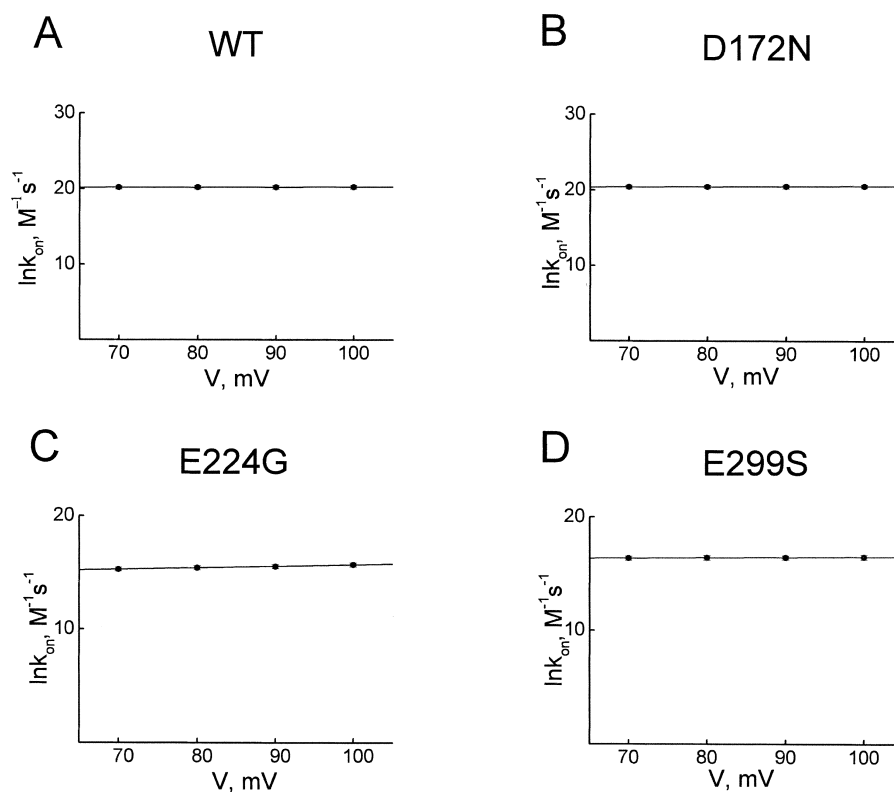 A
WT
30
20
10
lnk_on, M⁻¹s⁻¹
70 80 90 100
V, mV
B
D172N
30
20
10
lnk_on, M⁻¹s⁻¹
70 80 90 100
V, mV
C
E224G
20
10
lnk_on, M⁻¹s⁻¹
70 80 90 100
V, mV
D
E299S
20
10
lnk_on, M⁻¹s⁻¹
70 80 90 100
V, mV